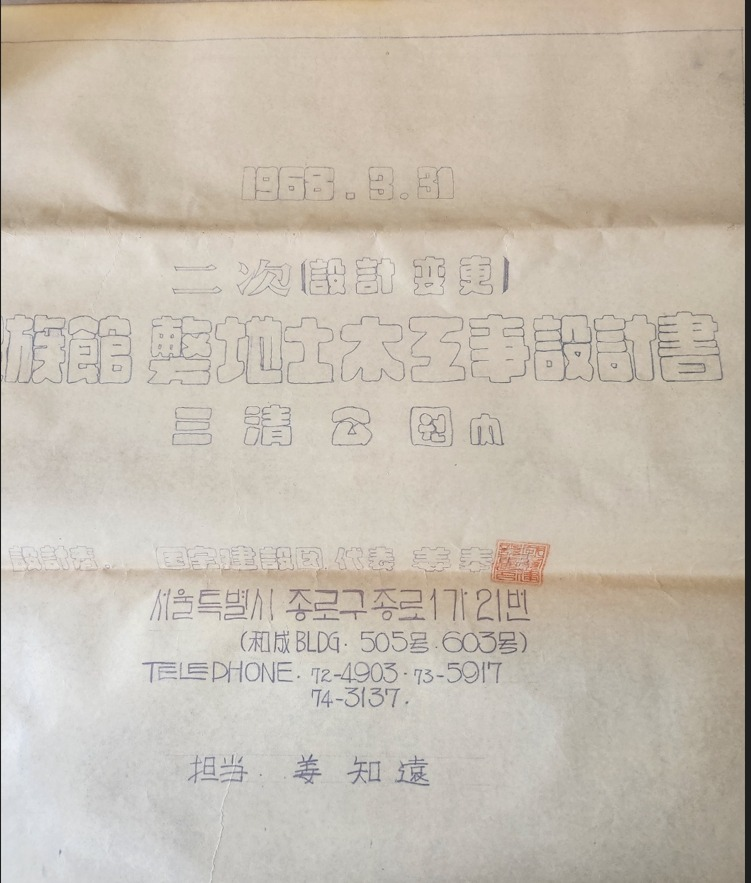 1968.3.31
二次(設計変更)
族館 整地土木工事設計書
三清公園内
設計者. 建設 代表 姜
서울특별시 종로구 종로1가 21번
(和成BLDG. 505号. 603号)
TELEPHONE. 72-4903. 73-5917
74-3137.
担当. 姜知遠